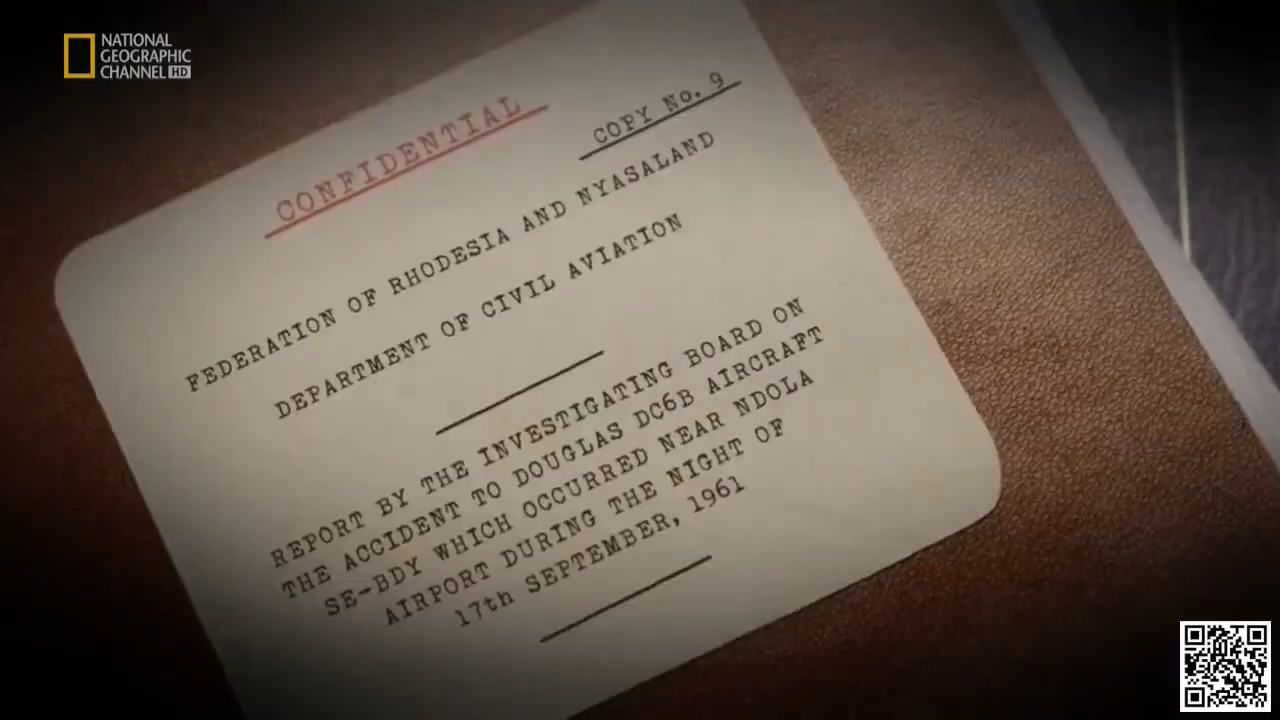 NATIONAL
GEOGRAPHIC
CHANNEL HD
CONFIDENTIAL
COPY No. 9
FEDERATION OF RHODESIA AND NYASALAND
DEPARTMENT OF CIVIL AVIATION
REPORT BY THE INVESTIGATING BOARD ON
THE ACCIDENT TO DOUGLAS DC6B AIRCRAFT
SE-BDY WHICH OCCURRED NEAR NDOLA
AIRPORT DURING THE NIGHT OF
17th SEPTEMBER, 1961